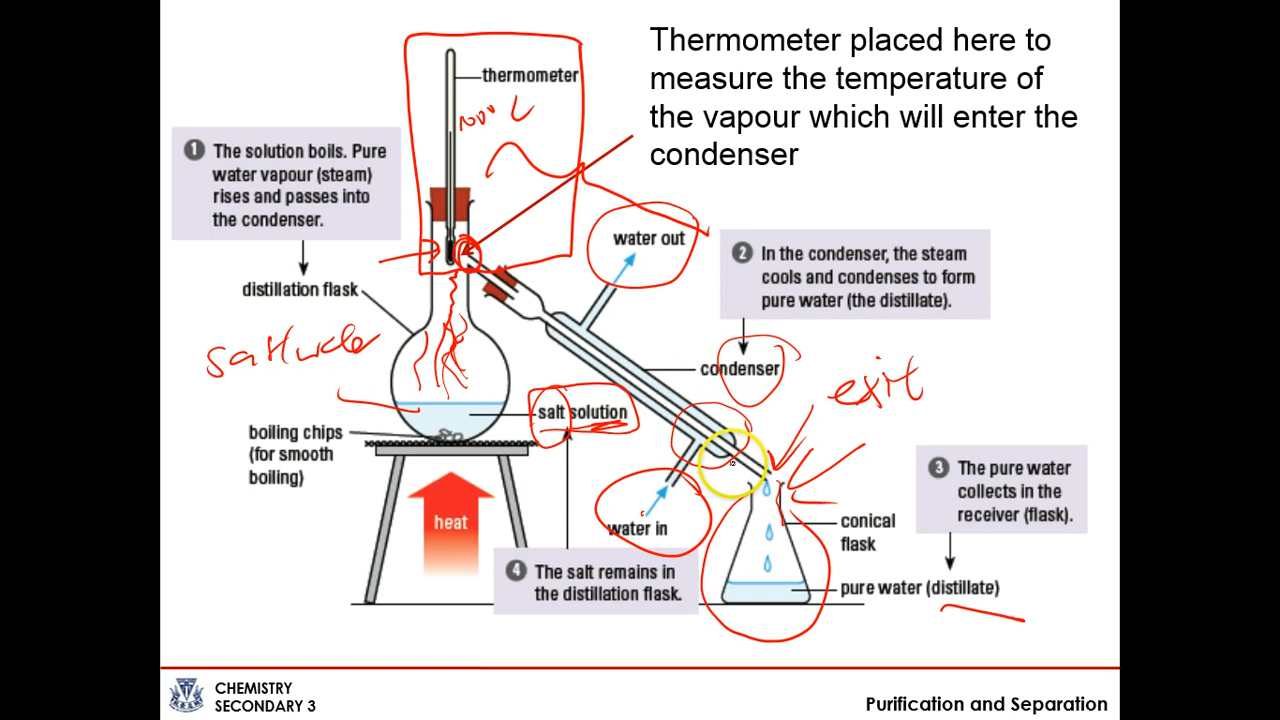 Thermometer placed here to
measure the temperature of
the vapour which will enter the
condenser
thermometer
1 The solution boils. Pure
water vapour (steam)
rises and passes into
the condenser.
water out
2 In the condenser, the steam
cools and condenses to form
pure water (the distillate).
distillation flask
condenser
exit
salt solution
boiling chips
(for smooth
boiling)
heat
water in
3 The pure water
collects in the
receiver (flask).
conical
flask
4 The salt remains in
the distillation flask.
pure water (distillate)
CHEMISTRY
SECONDARY 3
Purification and Separation